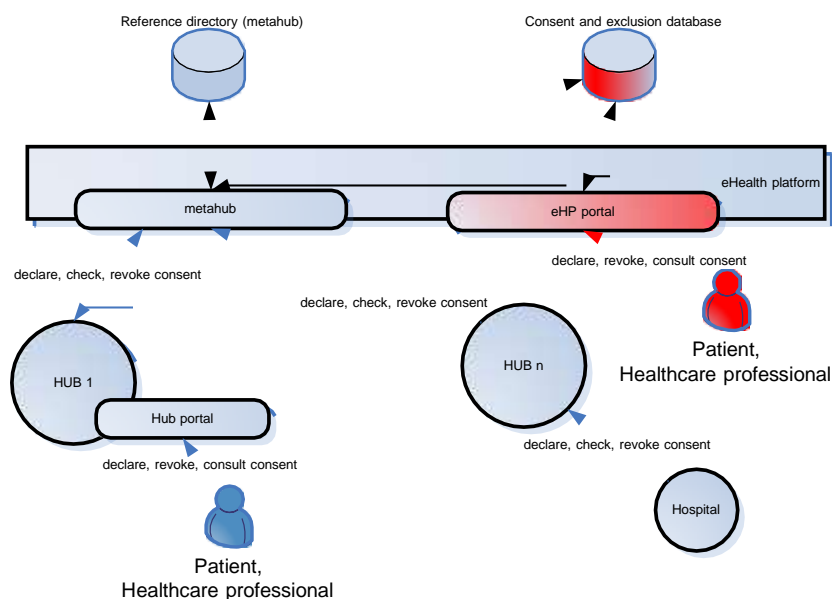 Reference directory (metahub)
Consent and exclusion database
eHealth platform
metahub
eHP portal
declare, check, revoke consent
declare, revoke, consult consent
declare, check, revoke consent
HUB 1
HUB n
Patient,
Healthcare professional
Hub portal
declare, check, revoke consent
declare, revoke, consult consent
Hospital
Patient,
Healthcare professional